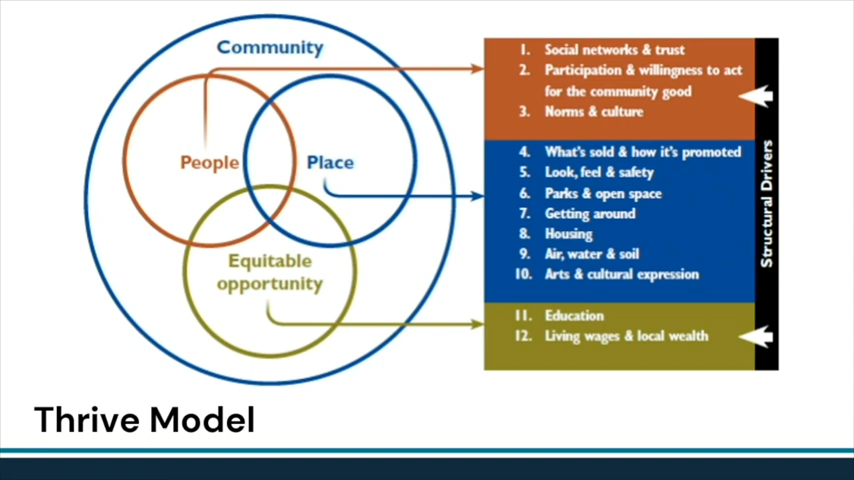 Community
People
Place
Equitable
opportunity
1. Social networks & trust
2. Participation & willingness to act
for the community good
3. Norms & culture
4. What's sold & how it's promoted
5. Look, feel & safety
6. Parks & open space
7. Getting around
8. Housing
9. Air, water & soil
10. Arts & cultural expression
11. Education
12. Living wages & local wealth
Structural Drivers
Thrive Model